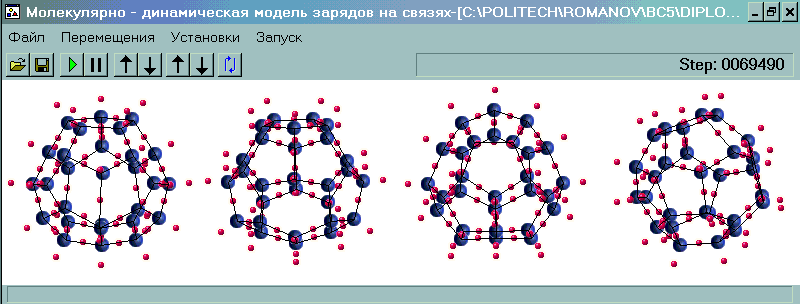 Молекулярно - динамическая модель зарядов на связях-[C:\POLITECH\ROMANOV\BC5\DIPLO...
Файл Перемещения Установки Запуск
Step: 0069490